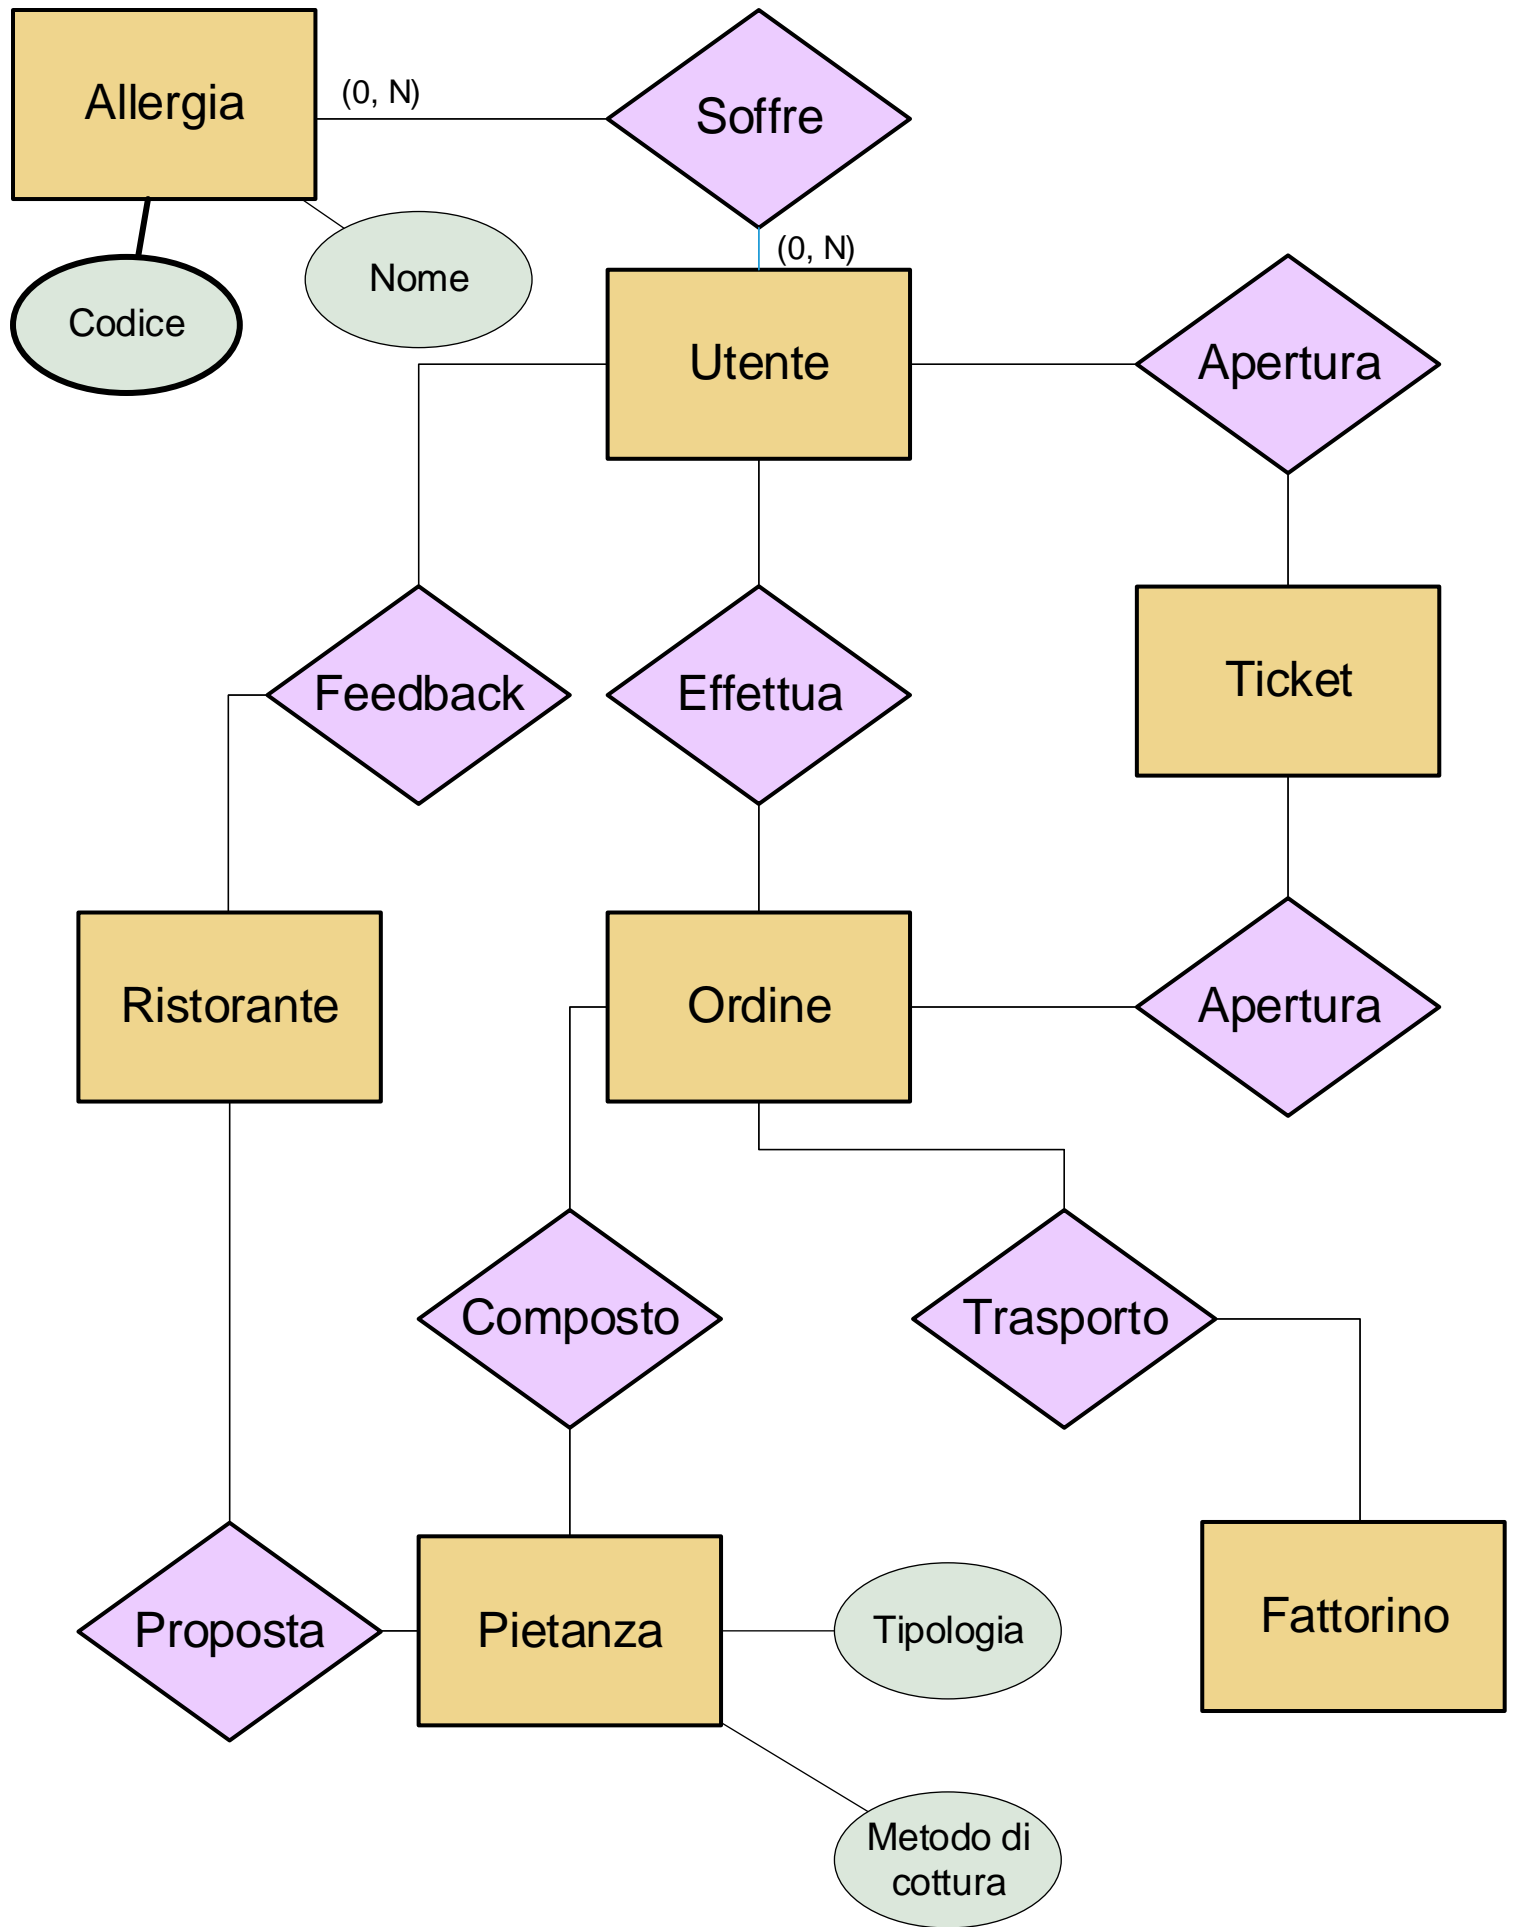 Allergia
(0, N)
Soffre
(0, N)
Nome
Codice
Utente
Apertura
Feedback
Effettua
Ticket
Ristorante
Ordine
Apertura
Composto
Trasporto
Proposta
Pietanza
Tipologia
Fattorino
Metodo di
cottura